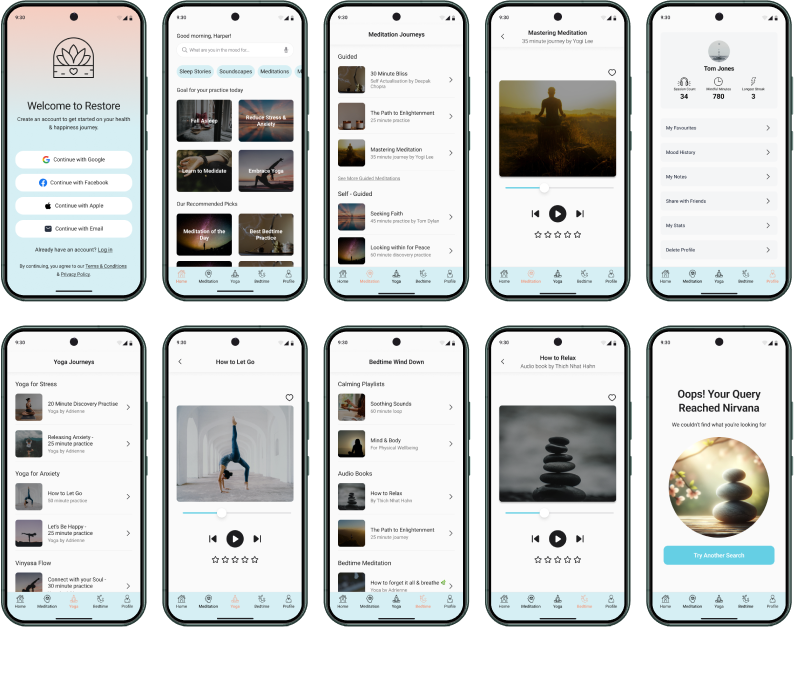 9:30
Welcome to Restore
Create an account to get started on your health
& happiness journey.
Continue with Google
Continue with Facebook
Continue with Apple
Continue with Email
Already have an account? Log in
By continuing, you agree to our Terms & Conditions
& Privacy Policy
9:30
Good morning, Harper!
What are you in the mood for...
Sleep Stories
Soundscapes
Meditations
M
Goal for your practice today
Fall Asleep
Reduce Stress &
Anxiety
Learn to Medidate
Embrace Yoga
Our Recommended Picks
Meditation of
the Day
Best Bedtime
Practice
Home
Meditation
Yoga
Bedtime
Profile
9:30
Meditation Journeys
Guided
30 Minute Bliss
Self Actualisation by Deepak
Chopra
The Path to Enlightenment
25 minute practice
Mastering Meditation
35 minute journey by Yogi Lee
See More Guided Meditations
Self - Guided
Seeking Faith
45 minute practice by Tom Dylan
Looking within for Peace
50 minute discovery practice
Home
Meditation
Yoga
Bedtime
Profile
9:30
Mastering Meditation
35 minute journey by Yogi Lee
Home
Meditation
Yoga
Bedtime
Profile
9:30
Tom Jones
Session Count
34
Mindful Minutes
780
Longest Streak
3
My Favourites
Mood History
My Notes
Share with Friends
My Stats
Delete Profile
Home
Meditation
Yoga
Bedtime
Profile
9:30
Yoga Journeys
Yoga for Stress
20 Minute Discovery Practise
Yoga by Adrienne
Releasing Anxiety -
25 minute practice
Yoga by Adrienne
Yoga for Anxiety
How to Let Go
50 minute practice
Let's Be Happy -
25 minute practice
Yoga by Adrienne
Vinyasa Flow
Connect with your Soul -
30 minute practice
Home
Meditation
Yoga
Bedtime
Profile
9:30
How to Let Go
Home
Meditation
Yoga
Bedtime
Profile
9:30
Bedtime Wind Down
Calming Playlists
Soothing Sounds
60 minute loop
Mind & Body
For Physical Wellbeing
Audio Books
How to Relax
By Thich Nhat Hahn
The Path to Enlightenment
25 minute journey
Bedtime Meditation
How to forget it all & breathe
Yoga by Adrienne
Home
Meditation
Yoga
Bedtime
Profile
9:30
How to Relax
Audio book by Thich Nhat Hahn
Home
Meditation
Yoga
Bedtime
Profile
9:30
Oops! Your Query
Reached Nirvana
We couldn't find what you're looking for
Try Another Search
Home
Meditation
Yoga
Bedtime
Profile